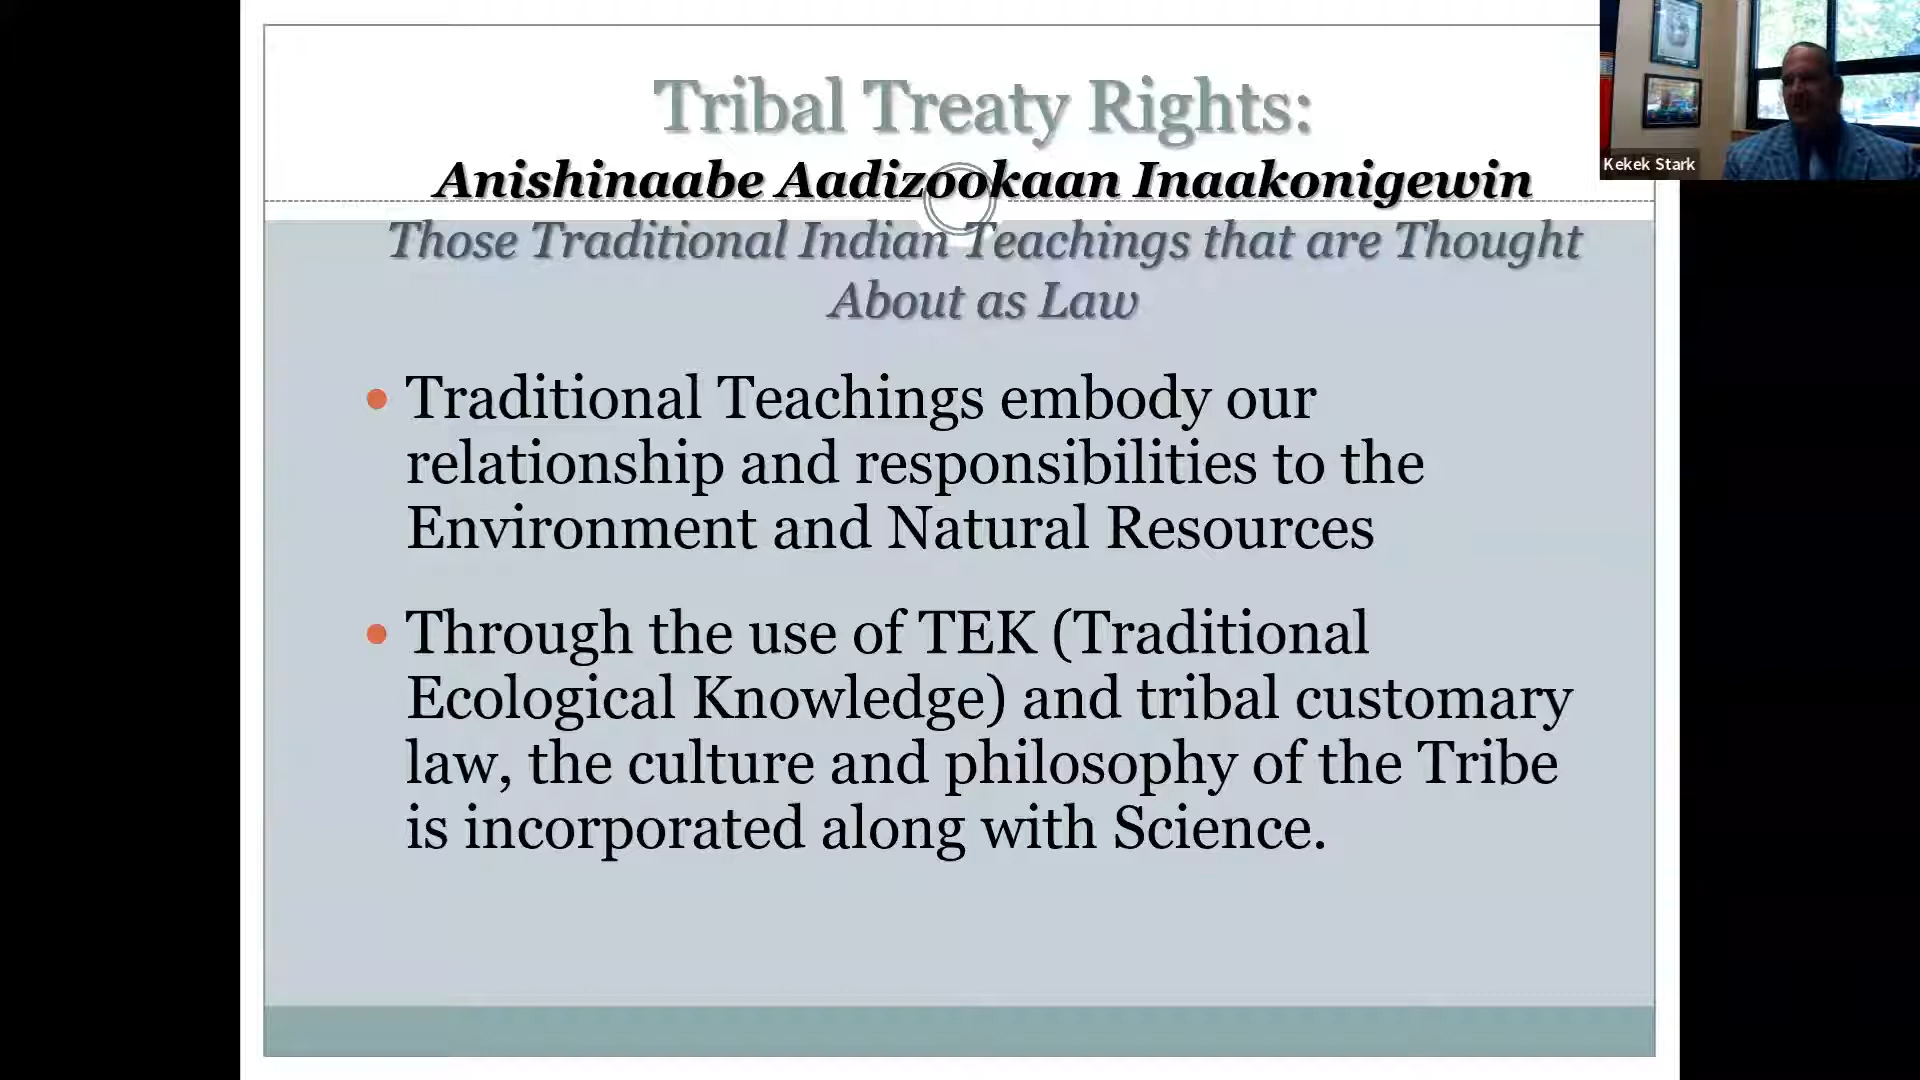 Tribal Treaty Rights:
Anishinaabe Aadizookaan Inaakonigewin
Those Traditional Indian Teachings that are Thought
About as Law
Traditional Teachings embody our
relationship and responsibilities to the
Environment and Natural Resources
Through the use of TEK (Traditional
Ecological Knowledge) and tribal customary
law, the culture and philosophy of the Tribe
is incorporated along with Science.
Kekek Stark